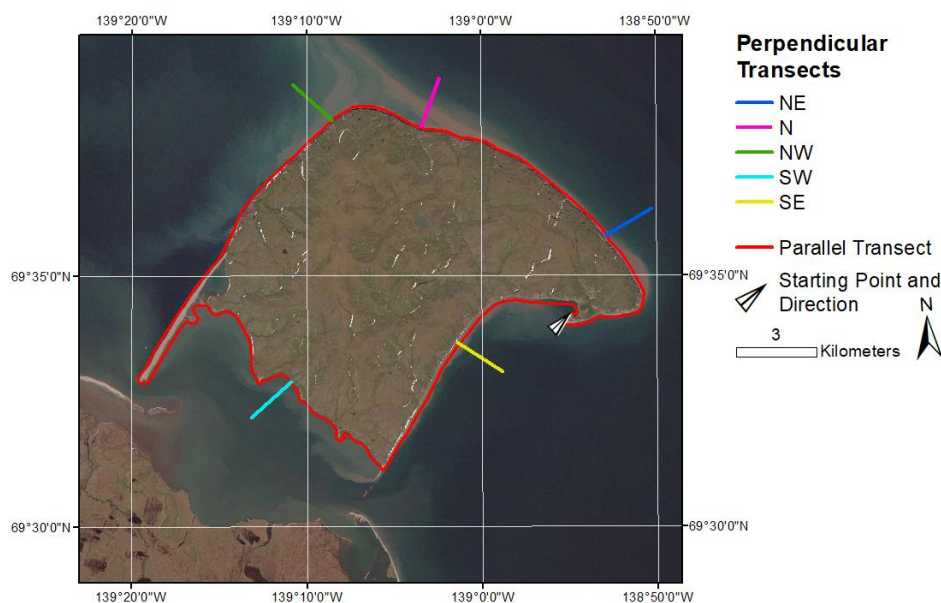 139°20'0"W 139°10'0"W 139°0'0"W 138°50'0"W
69°35'0"N 69°35'0"N
69°30'0"N 69°30'0"N
139°20'0"W 139°10'0"W 139°0'0"W 138°50'0"W
Perpendicular
Transects
NE
N
NW
SW
SE
Parallel Transect
Starting Point and
Direction
N
3
Kilometers